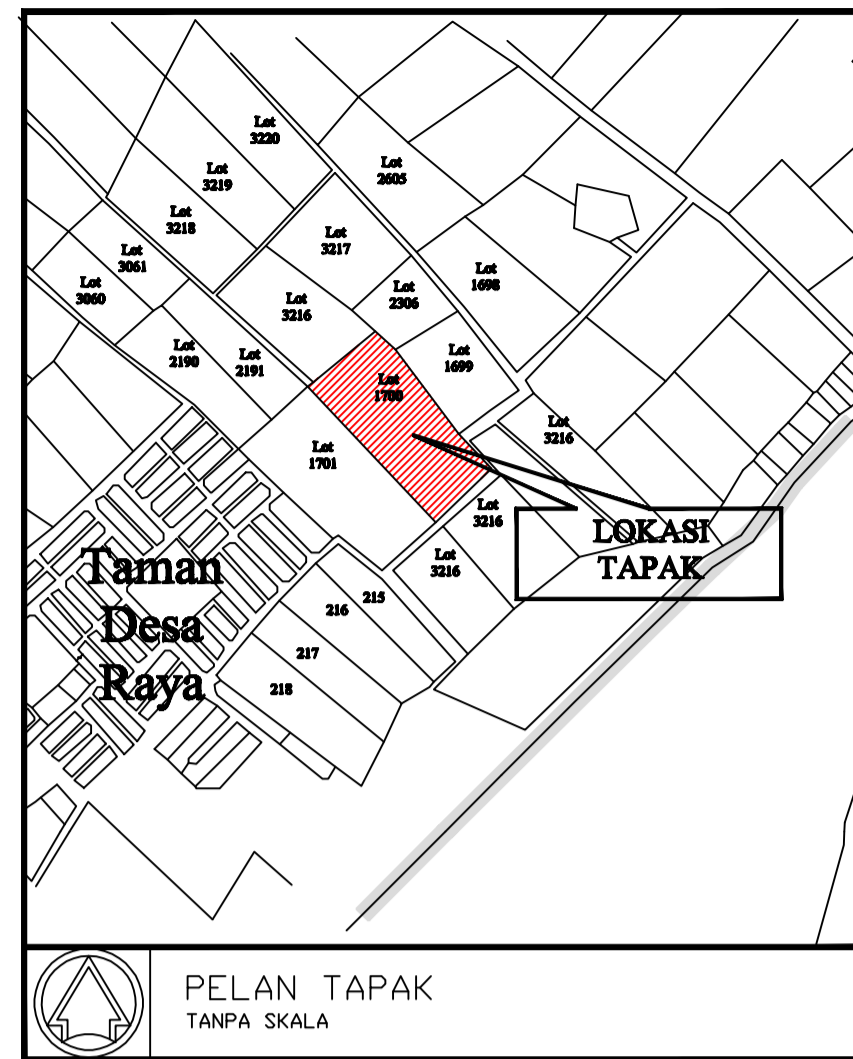 Lot
3220
Lot
2605
Lot
3219
Lot
3218
Lot
3217
Lot
3061
Lot
3060
Lot
1698
Lot
2306
Lot
3216
Lot
2190
Lot
2191
Lot
1699
Lot
1700
Lot
3216
Lot
1701
Lot
3216
LOKASI
TAPAK
Lot
3216
Taman
Desa
Raya
215
216
217
218
PELAN TAPAK
TANPA SKALA